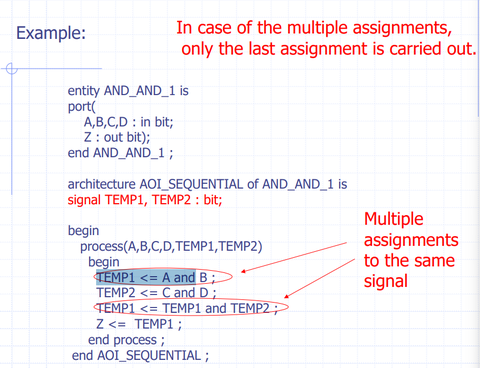 Example:
In case of the multiple assignments,
only the last assignment is carried out.
entity AND_AND_1 is
port(
A,B,C,D : in bit;
Z : out bit);
end AND_AND_1 ;
architecture AOI_SEQUENTIAL of AND_AND_1 is
signal TEMP1, TEMP2 : bit;
begin
process(A,B,C,D,TEMP1,TEMP2)
begin
TEMP1 <= A and B ;
TEMP2 <= C and D ;
TEMP1 <= TEMP1 and TEMP2 ;
Z <= TEMP1 ;
end process ;
end AOI_SEQUENTIAL ;
Multiple
assignments
to the same
signal